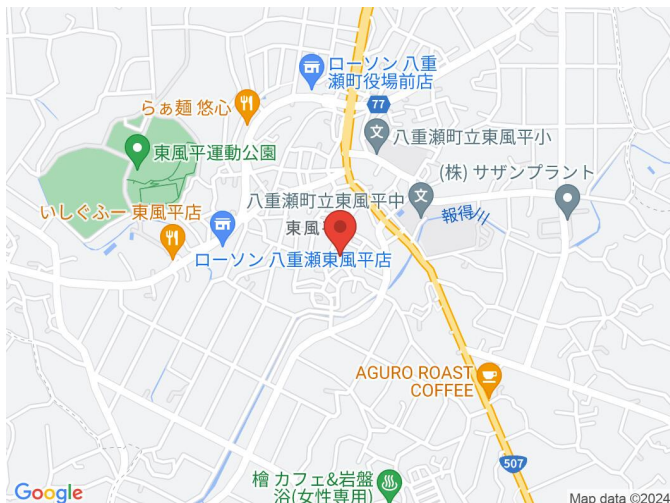 ローソン 八重
瀬町役場前店
らぁ麺 悠心
77
八重瀬町立東風平小
東風平運動公園
(株) サザンプラント
八重瀬町立東風平中
報得川
いしぐふー 東風平店
東風
ローソン 八重瀬東風平店
AGURO ROAST
COFFEE
507
檜 カフェ&岩盤
浴(女性専用)
Google
Map data ©2024